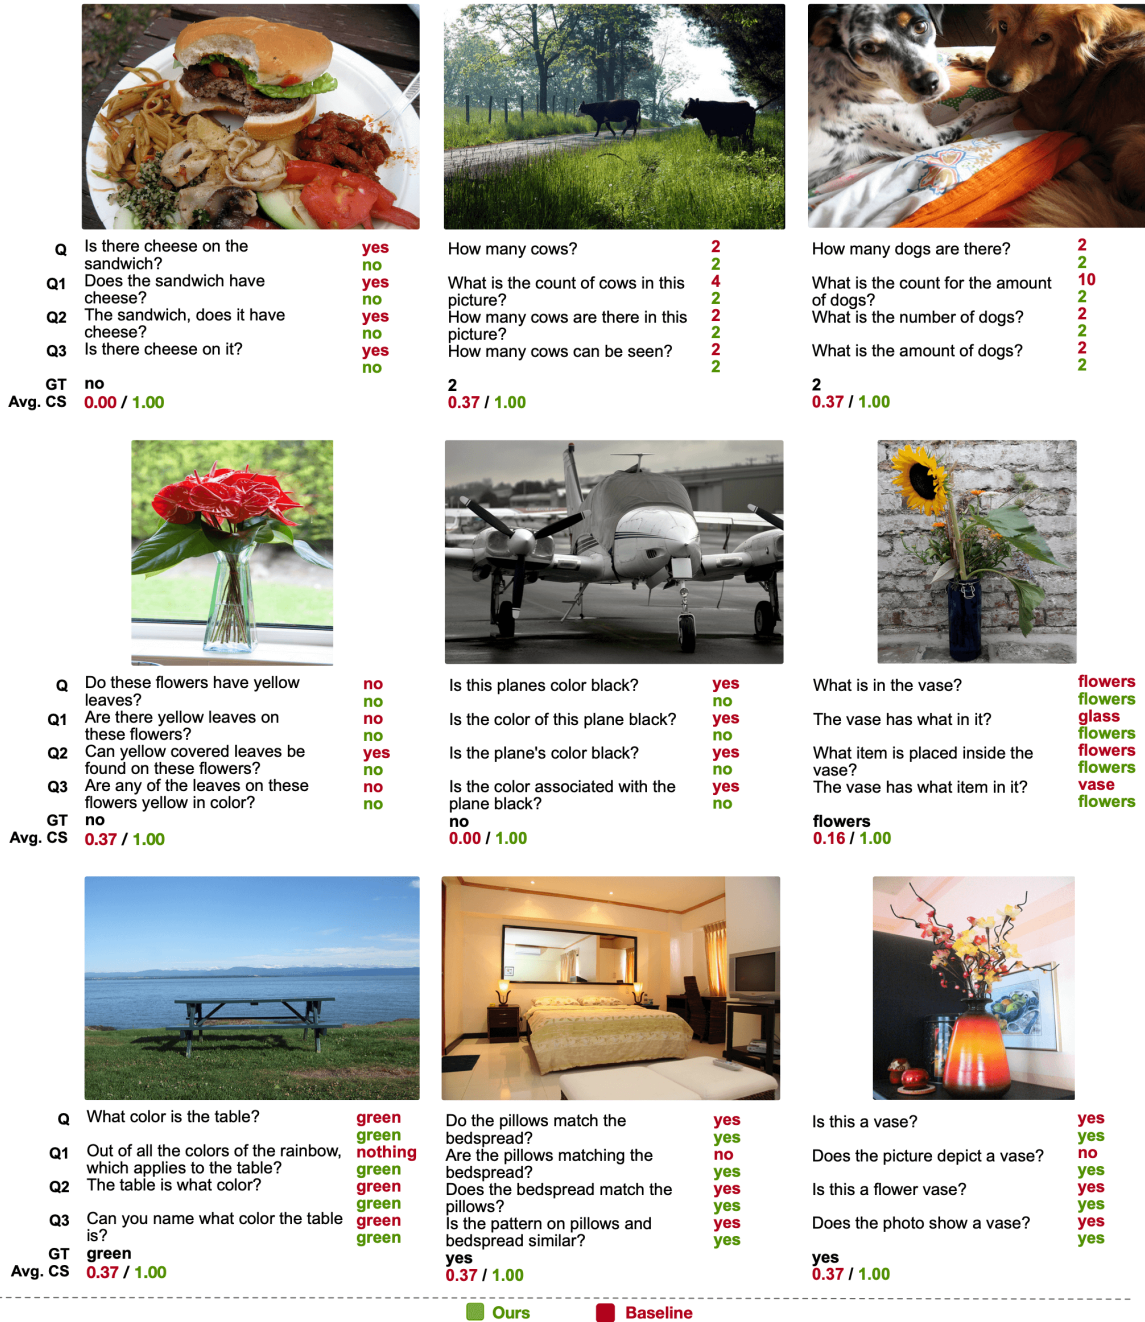 Q Is there cheese on the yes
sandwich? no
Q1 Does the sandwich have yes
cheese? no
Q2 The sandwich, does it have yes
cheese? no
Q3 Is there cheese on it? yes
no
GT no
Avg. CS 0.00 / 1.00
How many cows? 2
2
What is the count of cows in this 4
picture? 2
How many cows are there in this 2
picture? 2
How many cows can be seen? 2
2
2
0.37 / 1.00
How many dogs are there? 2
2
What is the count for the amount 10
of dogs? 2
What is the number of dogs? 2
2
What is the amount of dogs? 2
2
2
0.37 / 1.00
Q Do these flowers have yellow no
leaves? no
Q1 Are there yellow leaves on no
these flowers? no
Q2 Can yellow covered leaves be yes
found on these flowers? no
Q3 Are any of the leaves on these no
flowers yellow in color? no
GT no
Avg. CS 0.37 / 1.00
Is this planes color black? yes
no
Is the color of this plane black? yes
no
Is the plane's color black? yes
no
Is the color associated with the yes
plane black? no
no
0.00 / 1.00
What is in the vase? flowers
flowers
The vase has what in it? glass
flowers
What item is placed inside the flowers
vase? flowers
The vase has what item in it? vase
flowers
flowers
0.16 / 1.00
Q What color is the table? green
green
Q1 Out of all the colors of the rainbow, nothing
which applies to the table? green
Q2 The table is what color? green
green
Q3 Can you name what color the table green
is? green
GT green
Avg. CS 0.37 / 1.00
Do the pillows match the yes
bedspread? yes
Are the pillows matching the no
bedspread? yes
Does the bedspread match the yes
pillows? yes
Is the pattern on pillows and yes
bedspread similar? yes
yes
0.37 / 1.00
Is this a vase? yes
yes
Does the picture depict a vase? no
yes
Is this a flower vase? yes
yes
Does the photo show a vase? yes
yes
yes
0.37 / 1.00
Ours Baseline